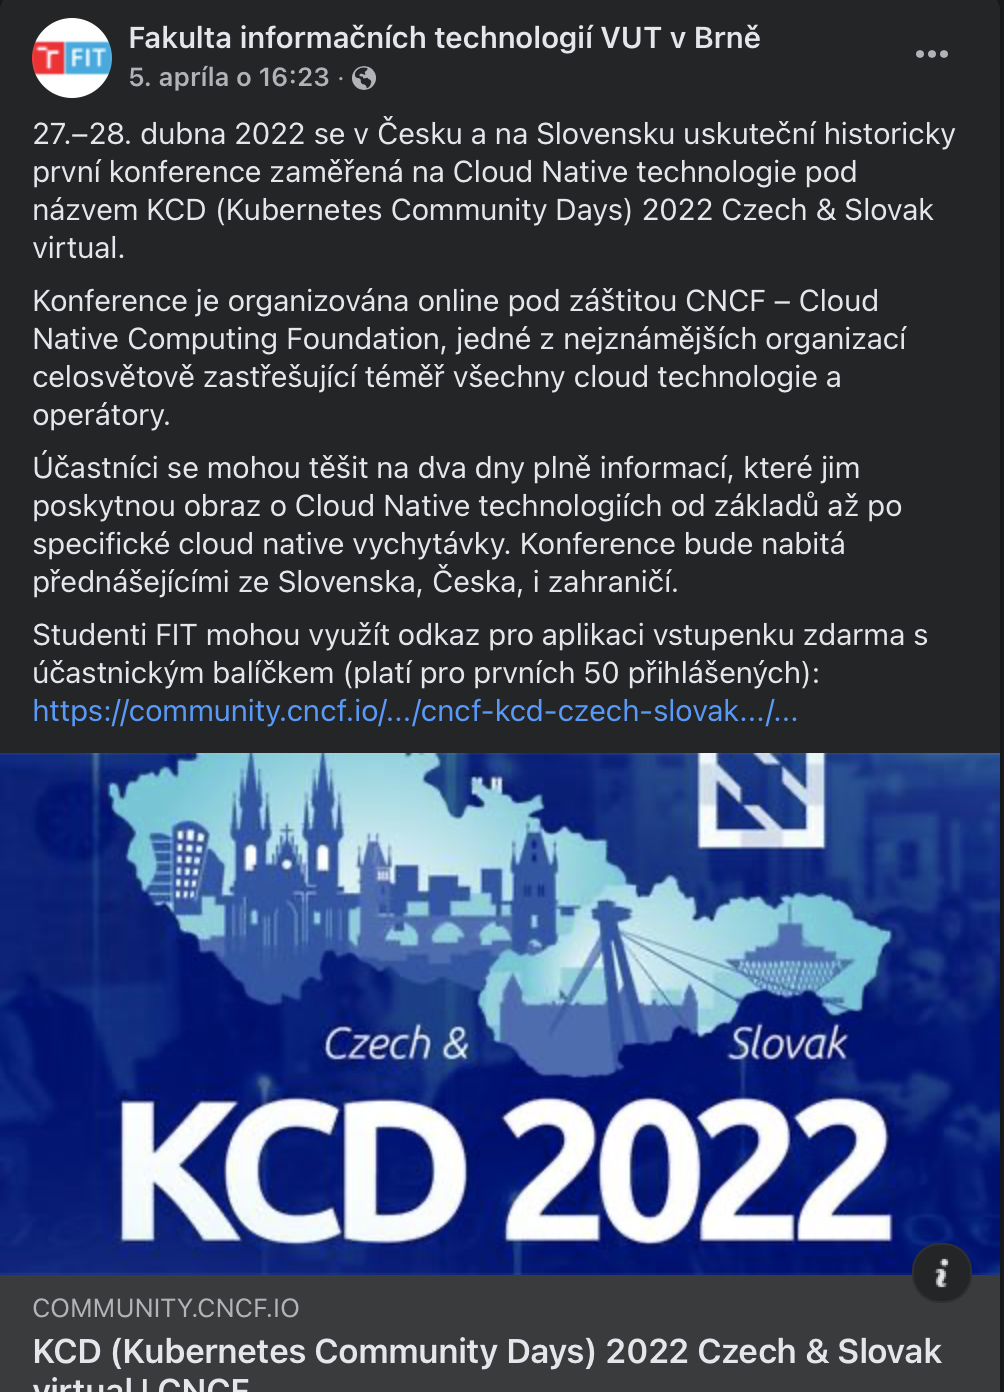 FIT
Fakulta informačních technologií VUT v Brně
5. apríla o 16:23 ·
27.–28. dubna 2022 se v Česku a na Slovensku uskuteční historicky
první konference zaměřená na Cloud Native technologie pod
názvem KCD (Kubernetes Community Days) 2022 Czech & Slovak
virtual.
Konference je organizována online pod záštitou CNCF – Cloud
Native Computing Foundation, jedné z nejznámějších organizací
celosvětově zastřešující téměř všechny cloud technologie a
operátory.
Účastníci se mohou těšit na dva dny plně informací, které jim
poskytnou obraz o Cloud Native technologiích od základů až po
specifické cloud native vychytávky. Konference bude nabitá
přednášejícími ze Slovenska, Česka, i zahraničí.
Studenti FIT mohou využít odkaz pro aplikaci vstupenku zdarma s
účastnickým balíčkem (platí pro prvních 50 přihlášených):
https://community.cncf.io/.../cncf-kcd-czech-slovak.../...
Czech & Slovak
KCD 2022
COMMUNITY.CNCF.IO
KCD (Kubernetes Community Days) 2022 Czech & Slovak
virtual | CNCF